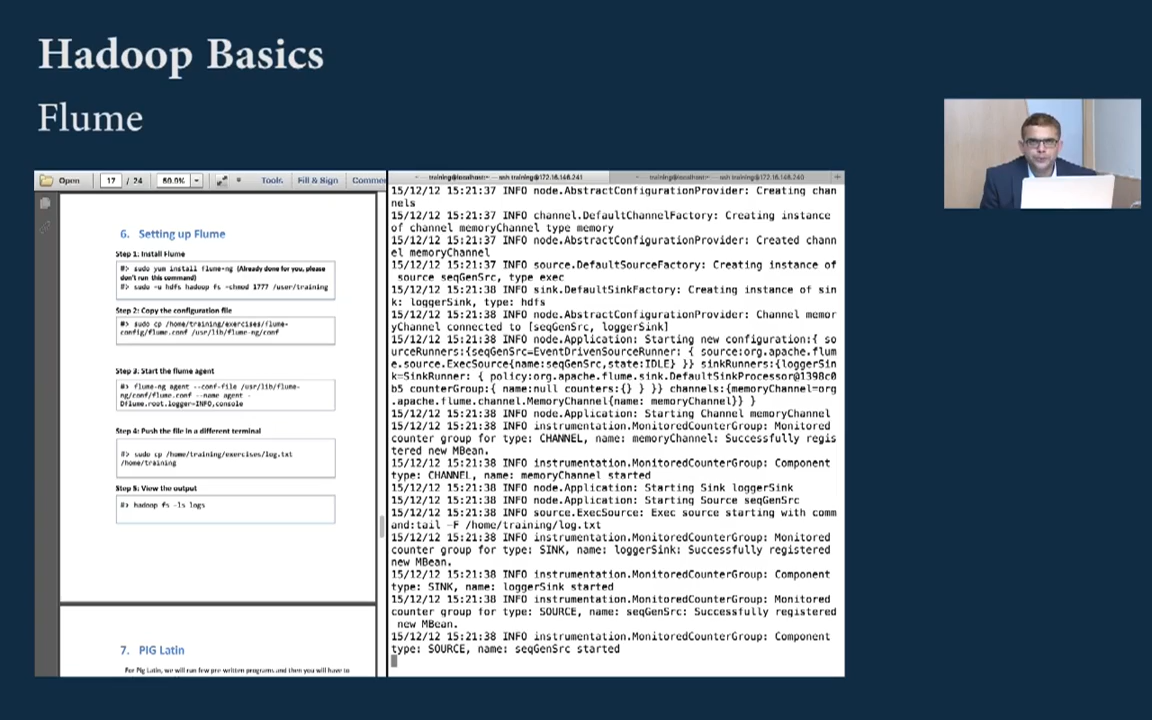 Hadoop Basics
Flume
Open 17 / 24 60.0% Tools Fill & Sign Comme
6. Setting up Flume
Step 1: Install Flume
#> sudo yum install flume-ng (Already done for you, please
don't run this command)
#> sudo -u hdfs hadoop fs -chmod 1777 /user/training
Step 2: Copy the configuration file
#> sudo cp /home/training/exercises/flume-
config/flume.conf /usr/lib/flume-ng/conf
Step 3: Start the flume agent
#> flume-ng agent --conf-file /usr/lib/flume-
ng/conf/flume.conf --name agent -
Dflume.root.logger=INFO,console
Step 4: Push the file in a different terminal
#> sudo cp /home/training/exercises/log.txt
/home/training
Step 5: View the output
#> hadoop fs -ls logs
7. PIG Latin
For Pig Latin, we will run few pre written programs and then you will have to
training@localhost:~ — ssh training@172.16.146.241 training@localhost:~ — ssh training@172.16.146.240
15/12/12 15:21:37 INFO node.AbstractConfigurationProvider: Creating chan
nels
15/12/12 15:21:37 INFO channel.DefaultChannelFactory: Creating instance
of channel memoryChannel type memory
15/12/12 15:21:37 INFO node.AbstractConfigurationProvider: Created chann
el memoryChannel
15/12/12 15:21:37 INFO source.DefaultSourceFactory: Creating instance of
source seqGenSrc, type exec
15/12/12 15:21:38 INFO sink.DefaultSinkFactory: Creating instance of sin
k: loggerSink, type: hdfs
15/12/12 15:21:38 INFO node.AbstractConfigurationProvider: Channel memor
yChannel connected to [seqGenSrc, loggerSink]
15/12/12 15:21:38 INFO node.Application: Starting new configuration:{ so
urceRunners:{seqGenSrc=EventDrivenSourceRunner: { source:org.apache.flum
e.source.ExecSource{name:seqGenSrc,state:IDLE} }} sinkRunners:{loggerSin
k=SinkRunner: { policy:org.apache.flume.sink.DefaultSinkProcessor@1398c0
b5 counterGroup:{ name:null counters:{} } }} channels:{memoryChannel=org
.apache.flume.channel.MemoryChannel{name: memoryChannel}} }
15/12/12 15:21:38 INFO node.Application: Starting Channel memoryChannel
15/12/12 15:21:38 INFO instrumentation.MonitoredCounterGroup: Monitored
counter group for type: CHANNEL, name: memoryChannel: Successfully regis
tered new MBean.
15/12/12 15:21:38 INFO instrumentation.MonitoredCounterGroup: Component
type: CHANNEL, name: memoryChannel started
15/12/12 15:21:38 INFO node.Application: Starting Sink loggerSink
15/12/12 15:21:38 INFO node.Application: Starting Source seqGenSrc
15/12/12 15:21:38 INFO source.ExecSource: Exec source starting with comm
and:tail -F /home/training/log.txt
15/12/12 15:21:38 INFO instrumentation.MonitoredCounterGroup: Monitored
counter group for type: SINK, name: loggerSink: Successfully registered
new MBean.
15/12/12 15:21:38 INFO instrumentation.MonitoredCounterGroup: Component
type: SINK, name: loggerSink started
15/12/12 15:21:38 INFO instrumentation.MonitoredCounterGroup: Monitored
counter group for type: SOURCE, name: seqGenSrc: Successfully registered
new MBean.
15/12/12 15:21:38 INFO instrumentation.MonitoredCounterGroup: Component
type: SOURCE, name: seqGenSrc started